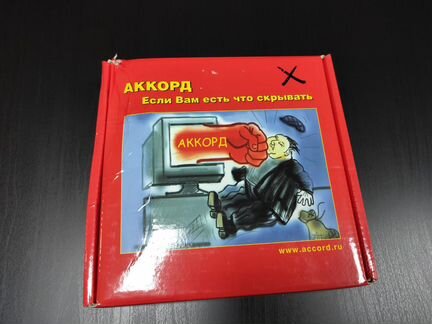 АККОРД
Если Вам есть что скрывать
АККОРД
www.accord.ru